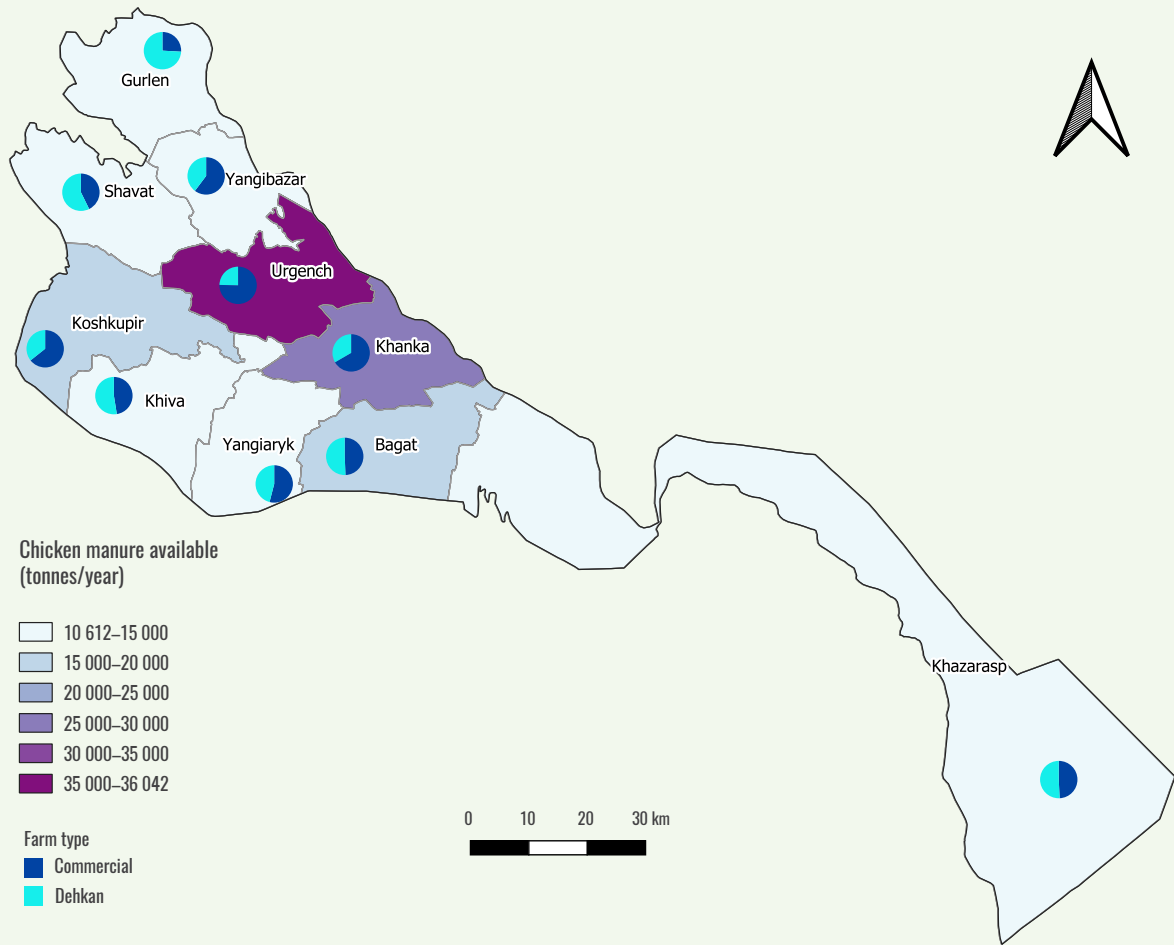 Gurlen
Yangibazar
Shavat
Urgench
Koshkupir
Khanka
Khiva
Yangiaryk
Bagat
Khazarasp
Chicken manure available
(tonnes/year)
10 612–15 000
15 000–20 000
20 000–25 000
25 000–30 000
30 000–35 000
35 000–36 042
Farm type
Commercial
Dehkan
0 10 20 30 km